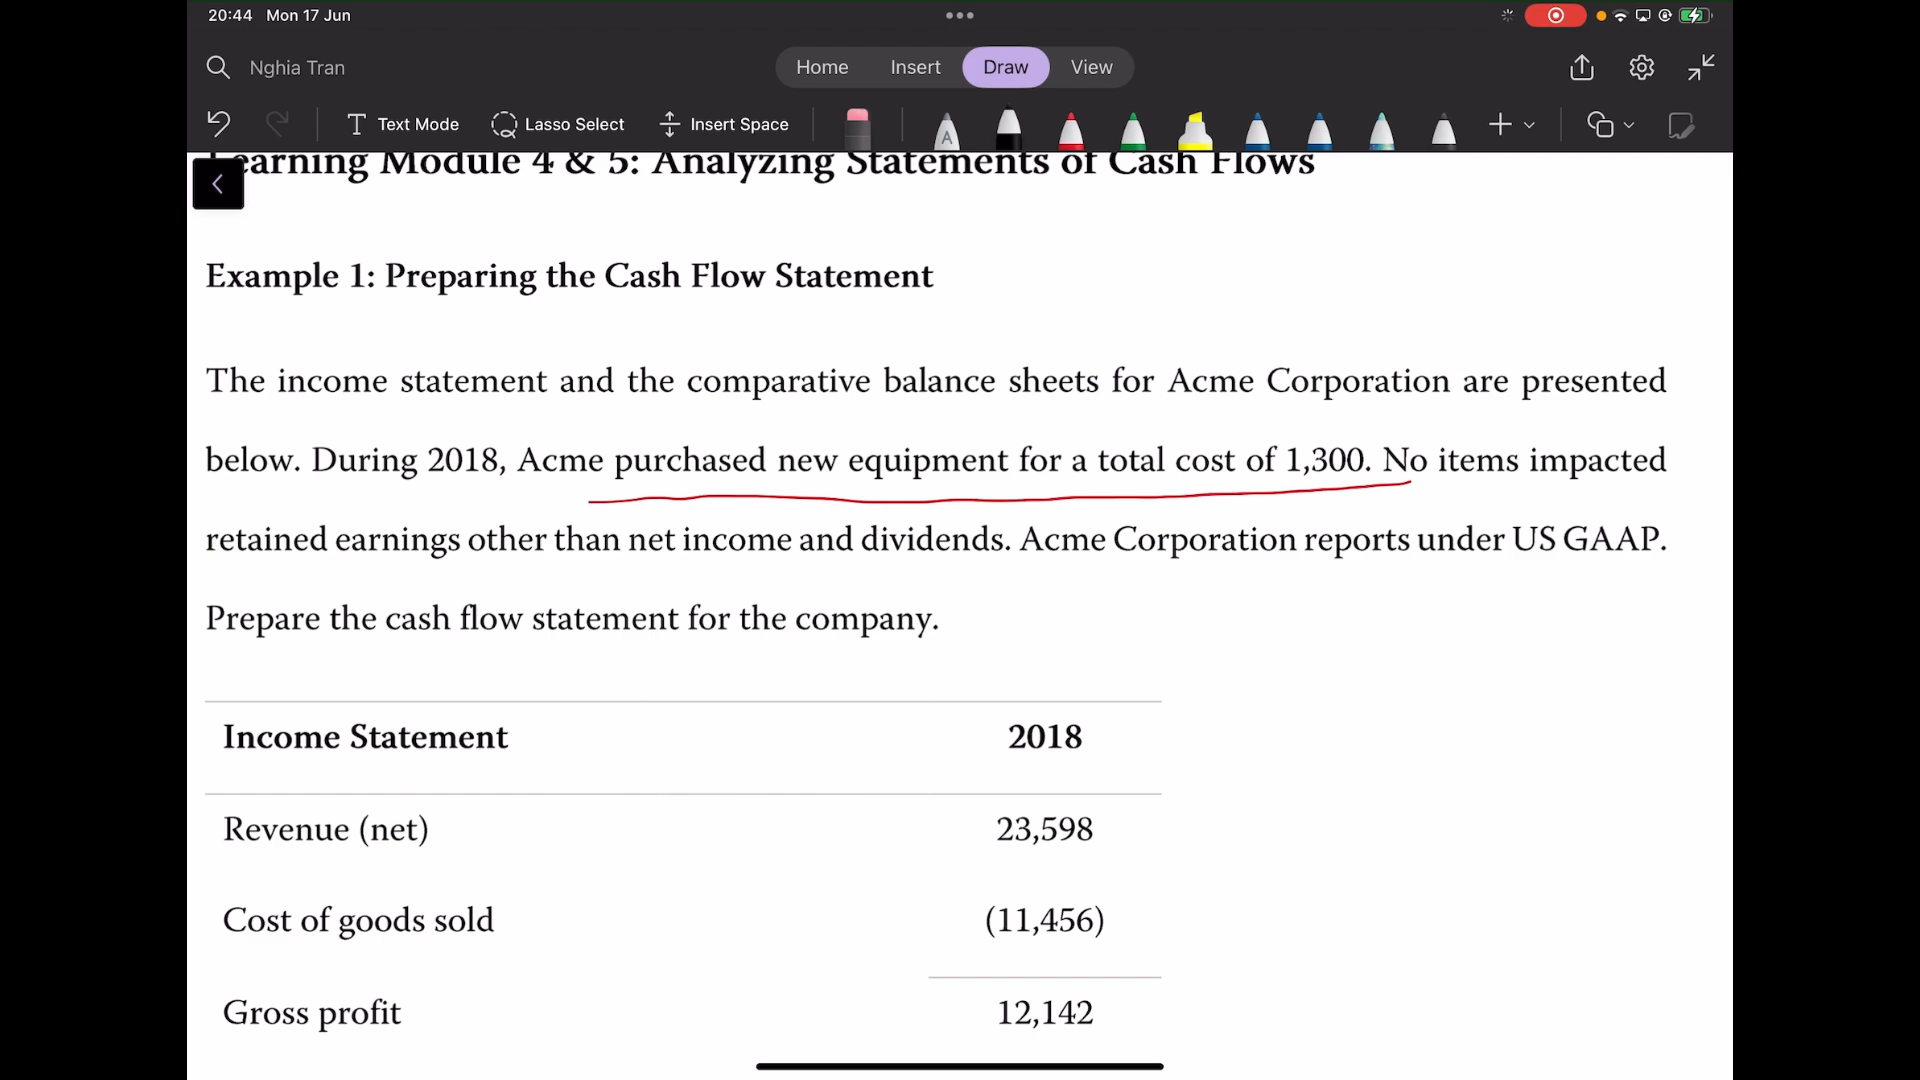 20:44 Mon 17 Jun
Nghia Tran
Home Insert Draw View
Text Mode Lasso Select Insert Space
A
Learning Module 4 & 5: Analyzing Statements of Cash Flows
Example 1: Preparing the Cash Flow Statement
The income statement and the comparative balance sheets for Acme Corporation are presented
below. During 2018, Acme purchased new equipment for a total cost of 1,300. No items impacted
retained earnings other than net income and dividends. Acme Corporation reports under US GAAP.
Prepare the cash flow statement for the company.
Income Statement 2018
Revenue (net) 23,598
Cost of goods sold (11,456)
Gross profit 12,142